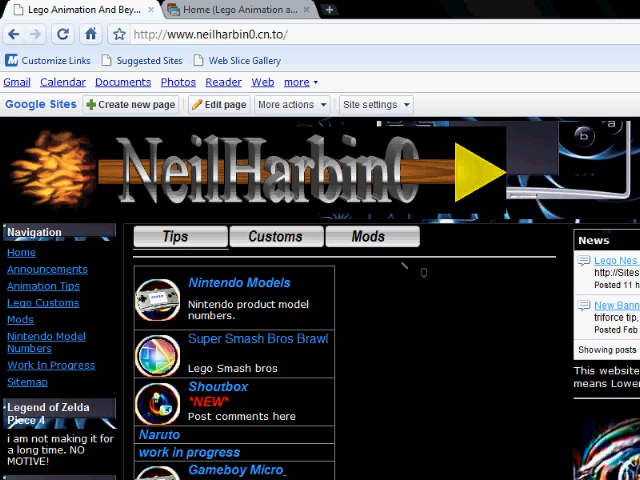 Lego Animation And Bey...
Home (Lego Animation a...
http://www.neilharbin0.cn.to/
Customize Links
Suggested Sites
Web Slice Gallery
Gmail Calendar Documents Photos Reader Web more
Google Sites
Create new page
Edit page
More actions
Site settings
b
NeilHarbin0
Navigation
Home
Announcements
Animation Tips
Lego Customs
Mods
Nintendo Model
Numbers
Work In Progress
Sitemap
Legend of Zelda
Piece 4
i am not making it for
a long time. NO
MOTIVE!
Tips
Customs
Mods
Nintendo Models
Nintendo product model
numbers.
Super Smash Bros Brawl
Lego Smash bros
Shoutbox
*NEW*
Post comments here
Naruto
work in progress
Gameboy Micro
News
Lego Nes
http://Sites
Posted 11 h
New Bann
triforce tip,
Posted Feb
Showing posts
This website
means Lower